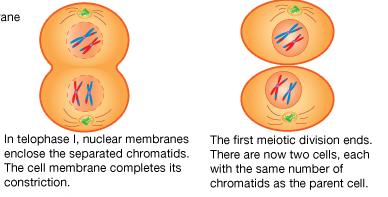 rane
In telophase I, nuclear membranes
enclose the separated chromatids.
The cell membrane completes its
constriction.
The first meiotic division ends.
There are now two cells, each
with the same number of
chromatids as the parent cell.